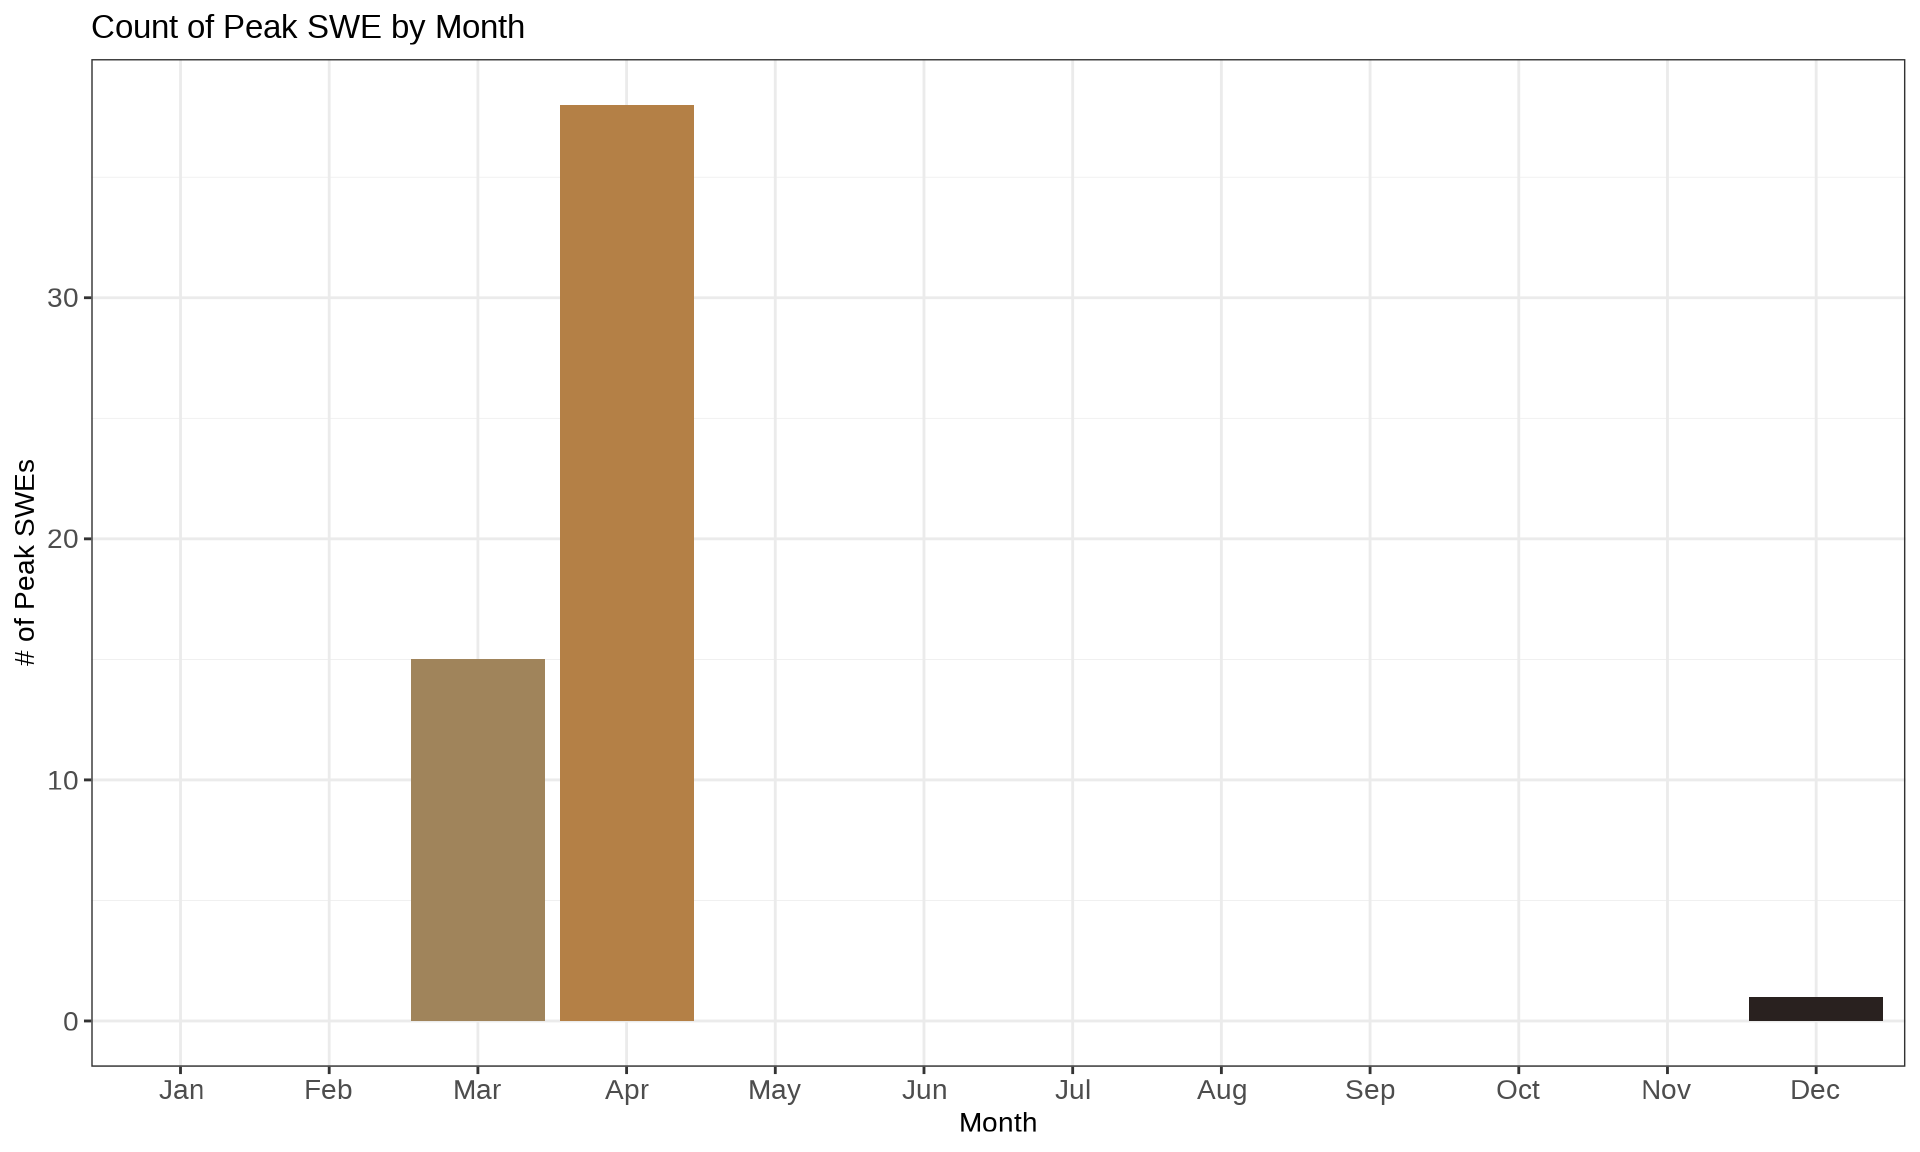 Count of Peak SWE by Month
# of Peak SWEs
30
20
10
0
Jan Feb Mar Apr May Jun Jul Aug Sep Oct Nov Dec
Month